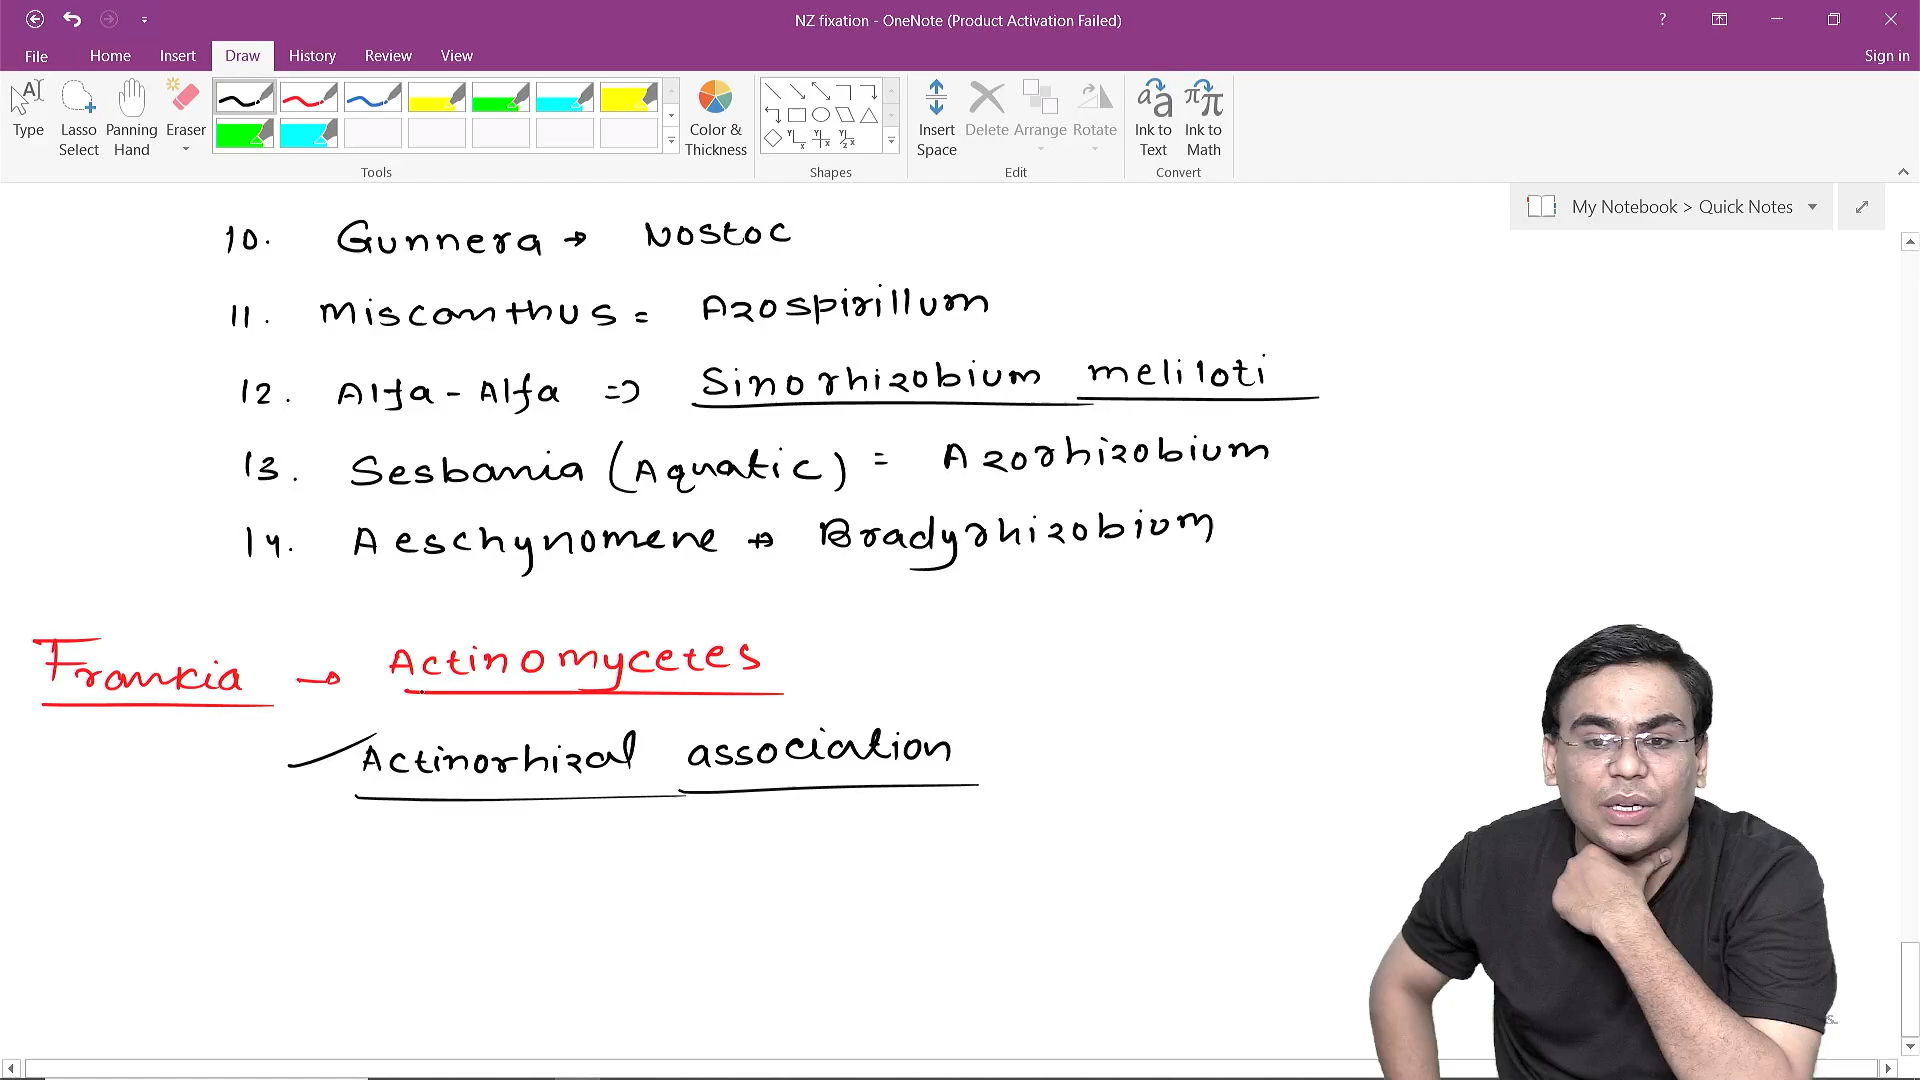 NZ fixation - OneNote (Product Activation Failed)
File Home Insert Draw History Review View Sign in
Type Lasso Select Panning Hand Eraser Color & Thickness Insert Space Delete Arrange Rotate Ink to Text Ink to Math
Tools Shapes Edit Convert
My Notebook > Quick Notes
10. Gunnera → Nostoc
11. Miscanthus = Azospirillum
12. Alfa-Alfa => Sinorhizobium meliloti
13. Sesbania (Aquatic) = Azorhizobium
14. Aeschynomene → Bradyrhizobium
Frankia → Actinomycetes
Actinorhizal association